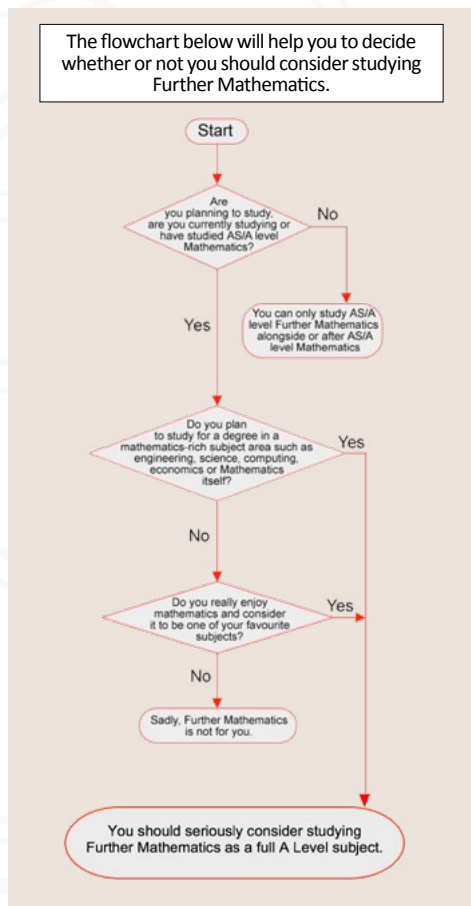 The flowchart below will help you to decide
whether or not you should consider studying
Further Mathematics.
Start
Are
you planning to study,
are you currently studying or
have studied AS/A level
Mathematics?
No
You can only study AS/A
level Further Mathematics
alongside or after AS/A
level Mathematics
Yes
Do you plan
to study for a degree in a
mathematics-rich subject area such as
engineering, science, computing,
economics or Mathematics
itself?
Yes
No
Do you really enjoy
mathematics and consider
it to be one of your favourite
subjects?
Yes
No
Sadly, Further Mathematics
is not for you.
You should seriously consider studying
Further Mathematics as a full A Level subject.